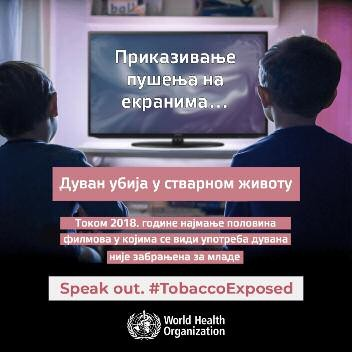 Приказивање
пушења на
екранима...
Дуван убија у стварном животу
Током 2018. године најмање половина
филмова у којима се види употреба дувана
није забрањена за младе
Speak out. #TobaccoExposed
World Health
Organization